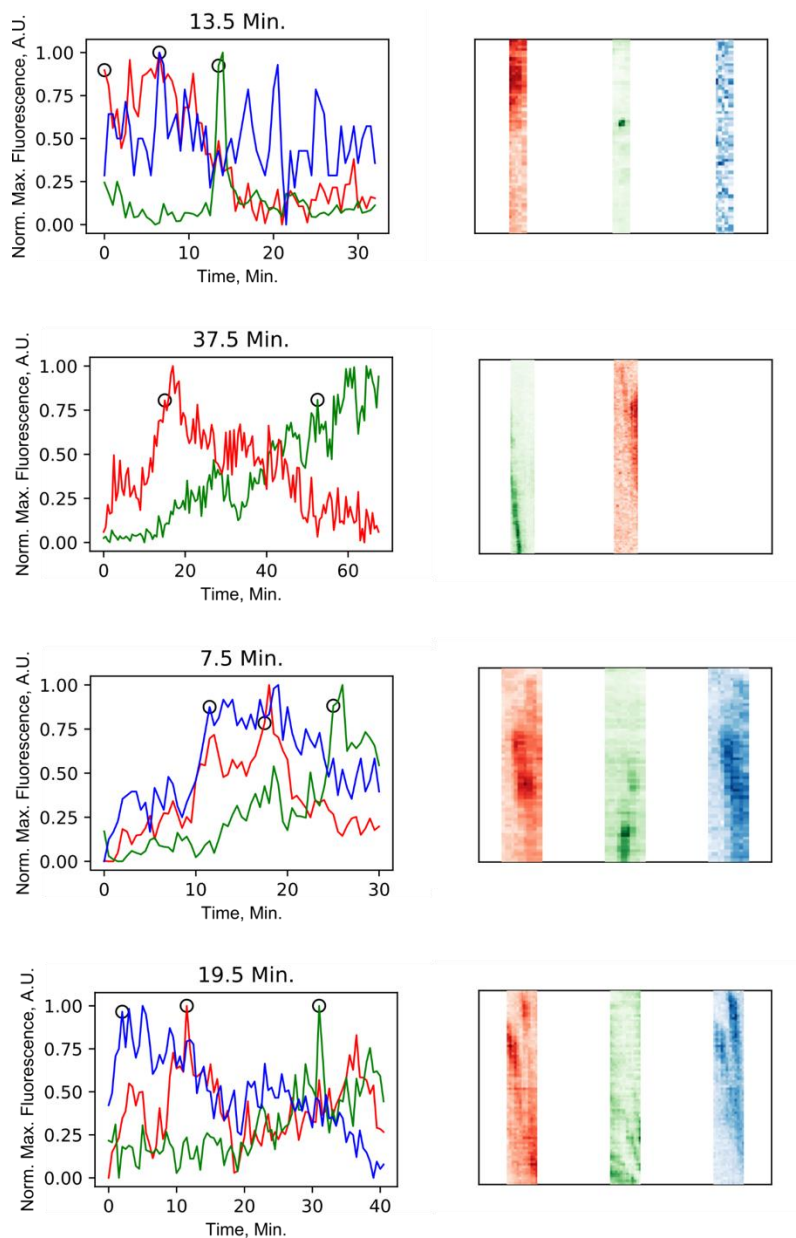 13.5 Min.
Norm. Max. Fluorescence, A.U.
1.00
0.75
0.50
0.25
0.00
0 10 20 30
Time, Min.
37.5 Min.
Norm. Max. Fluorescence, A.U.
1.00
0.75
0.50
0.25
0.00
0 20 40 60
Time, Min.
7.5 Min.
Norm. Max. Fluorescence, A.U.
1.00
0.75
0.50
0.25
0.00
0 10 20 30
Time, Min.
19.5 Min.
Norm. Max. Fluorescence, A.U.
1.00
0.75
0.50
0.25
0.00
0 10 20 30 40
Time, Min.